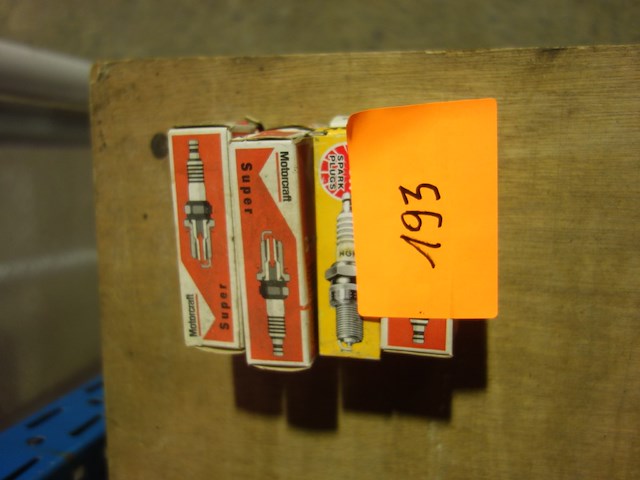 Motorcraft
Super
Motorcraft
Super
SPARK
PLUGS
193